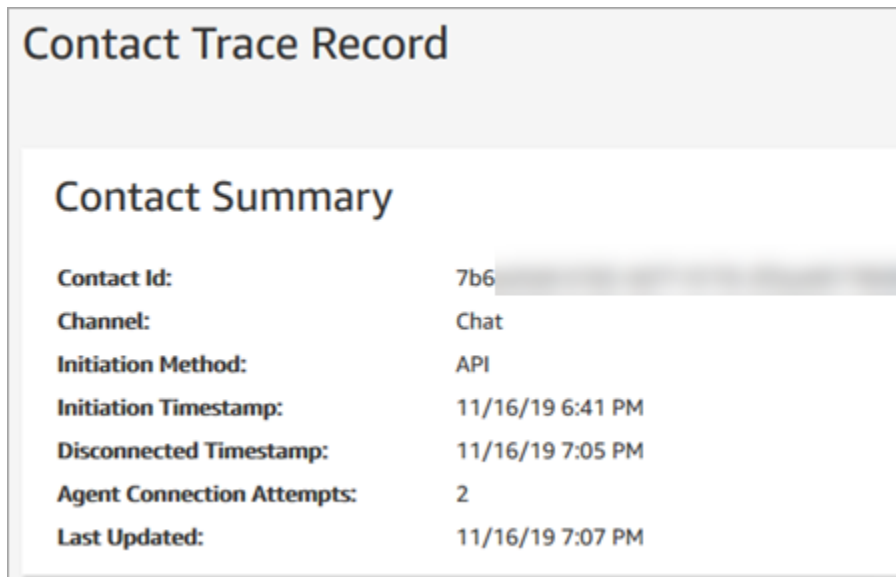 Contact Trace Record
Contact Summary
Contact Id: 7b6
Channel: Chat
Initiation Method: API
Initiation Timestamp: 11/16/19 6:41 PM
Disconnected Timestamp: 11/16/19 7:05 PM
Agent Connection Attempts: 2
Last Updated: 11/16/19 7:07 PM